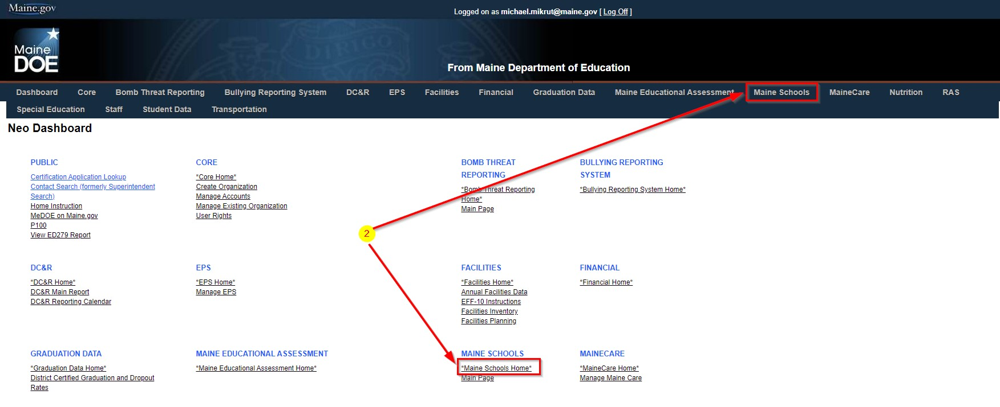 Maine.gov
Logged on as michael.mikrut@maine.gov [ Log Off ]
DIRIGO
Maine
DOE
From Maine Department of Education
Dashboard Core Bomb Threat Reporting Bullying Reporting System DC&R EPS Facilities Financial Graduation Data Maine Educational Assessment Maine Schools MaineCare Nutrition RAS
Special Education Staff Student Data Transportation
Neo Dashboard
PUBLIC
Certification Application Lookup
Contact Search (formerly Superintendent
Search)
Home Instruction
MeDOE on Maine.gov
P100
View ED279 Report
CORE
*Core Home*
Create Organization
Manage Accounts
Manage Existing Organization
User Rights
BOMB THREAT
REPORTING
*Bomb Threat Reporting
Home*
Main Page
BULLYING REPORTING
SYSTEM
*Bullying Reporting System Home*
2
DC&R
*DC&R Home*
DC&R Main Report
DC&R Reporting Calendar
EPS
*EPS Home*
Manage EPS
FACILITIES
*Facilities Home*
Annual Facilities Data
EFF-10 Instructions
Facilities Inventory
Facilities Planning
FINANCIAL
*Financial Home*
GRADUATION DATA
*Graduation Data Home*
District Certified Graduation and Dropout
Rates
MAINE EDUCATIONAL ASSESSMENT
*Maine Educational Assessment Home*
MAINE SCHOOLS
*Maine Schools Home*
Main Page
MAINECARE
*MaineCare Home*
Manage Maine Care